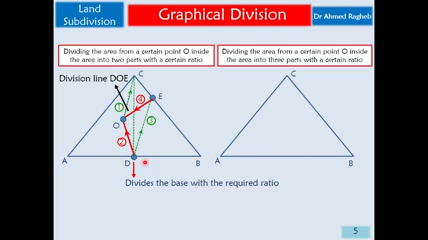 Land
Subdivision
Graphical Division
Dr Ahmed Ragheb
Dividing the area from a certain point O inside
the area into two parts with a certain ratio
Dividing the area from a certain point O inside
the area into three parts with a certain ratio
Division line DOE
C
E
1
4
O
3
2
A
D
B
Divides the base with the required ratio
C
A
B
5